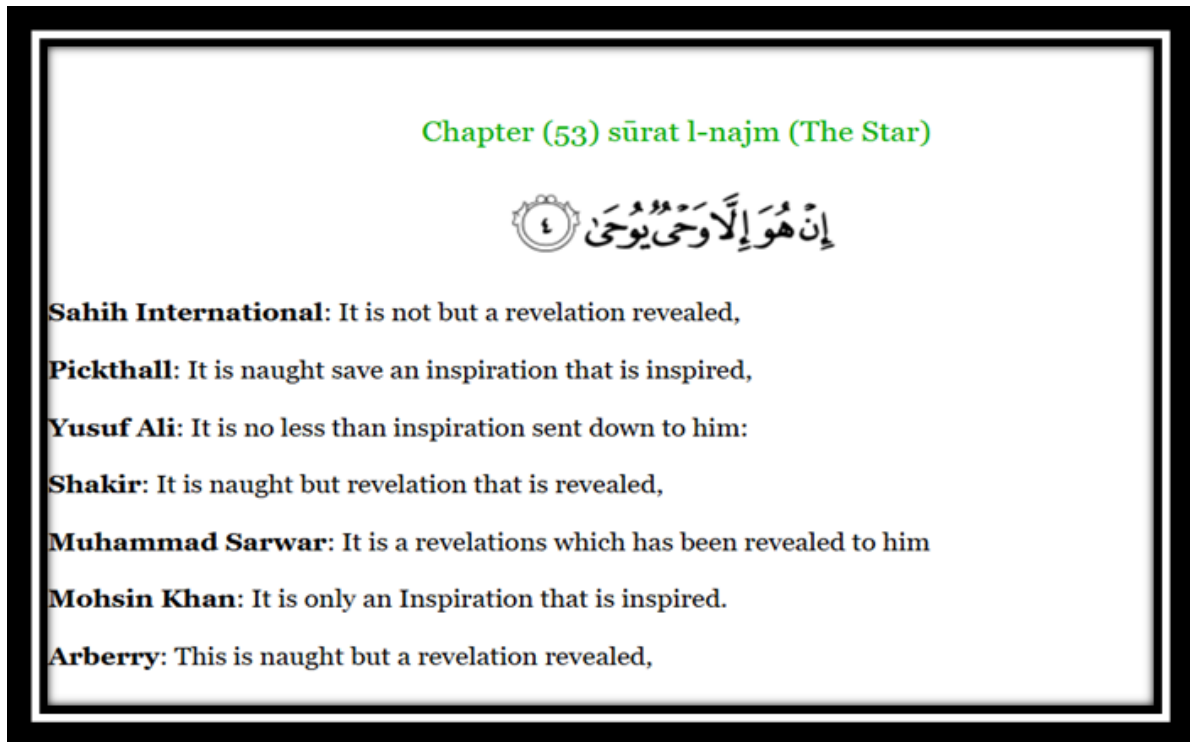 Chapter (53) sūrat l-najm (The Star)
إِنْ هُوَ إِلَّا وَحْىٌ يُوحَىٰ ٤
Sahih International: It is not but a revelation revealed,
Pickthall: It is naught save an inspiration that is inspired,
Yusuf Ali: It is no less than inspiration sent down to him:
Shakir: It is naught but revelation that is revealed,
Muhammad Sarwar: It is a revelations which has been revealed to him
Mohsin Khan: It is only an Inspiration that is inspired.
Arberry: This is naught but a revelation revealed,